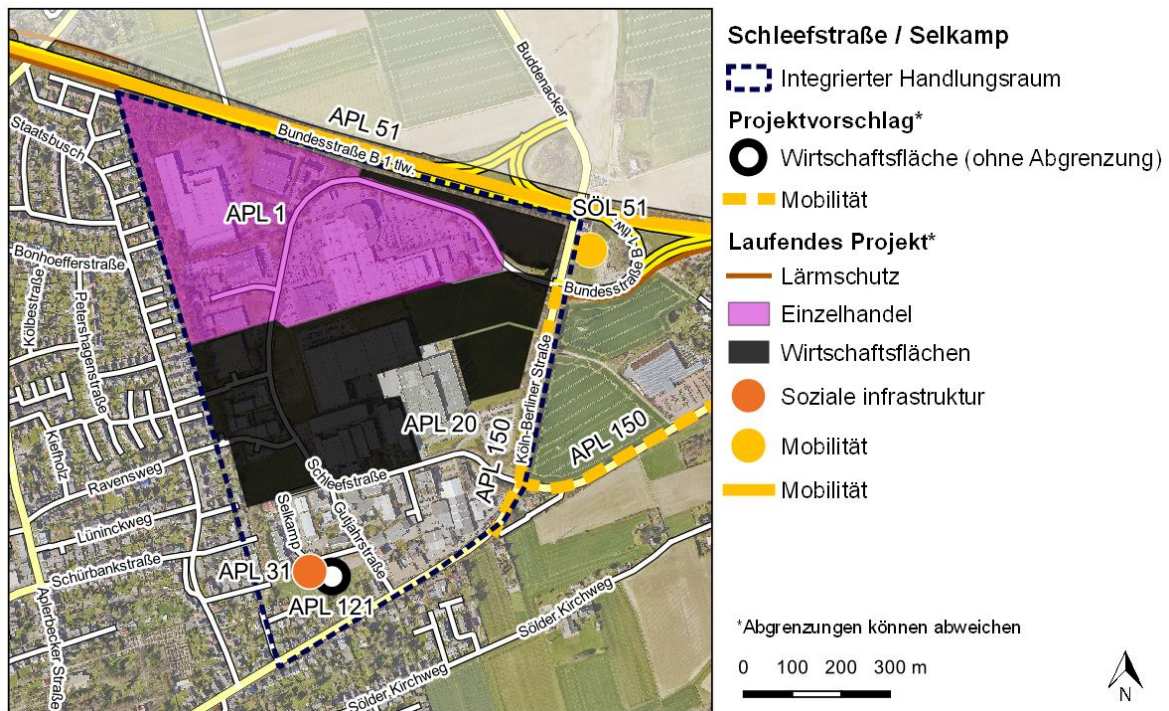 Buddenacker
APL 51
Bundesstraße B-1-tlw.
Staatsbusch
SÖL 51
APL 1
Bundesstraße B-1-tlw.
Bonhoefferstraße
Kölbestraße
Petershagenstraße
Köln-Berliner Straße
APL 20
APL 150
APL 150
Kiefholz
Ravensweg
Schleefstraße
Selkamp
Gutjahrstraße
Lüninckweg
Schürbankstraße
APL 31
APL 121
Aplerbecker Straße
Sölder Kirchweg
Sölder Kirchweg
Schleefstraße / Selkamp
Integrierter Handlungsraum
Projektvorschlag*
Wirtschaftsfläche (ohne Abgrenzung)
Mobilität
Laufendes Projekt*
Lärmschutz
Einzelhandel
Wirtschaftsflächen
Soziale infrastruktur
Mobilität
Mobilität
*Abgrenzungen können abweichen
0 100 200 300 m
N